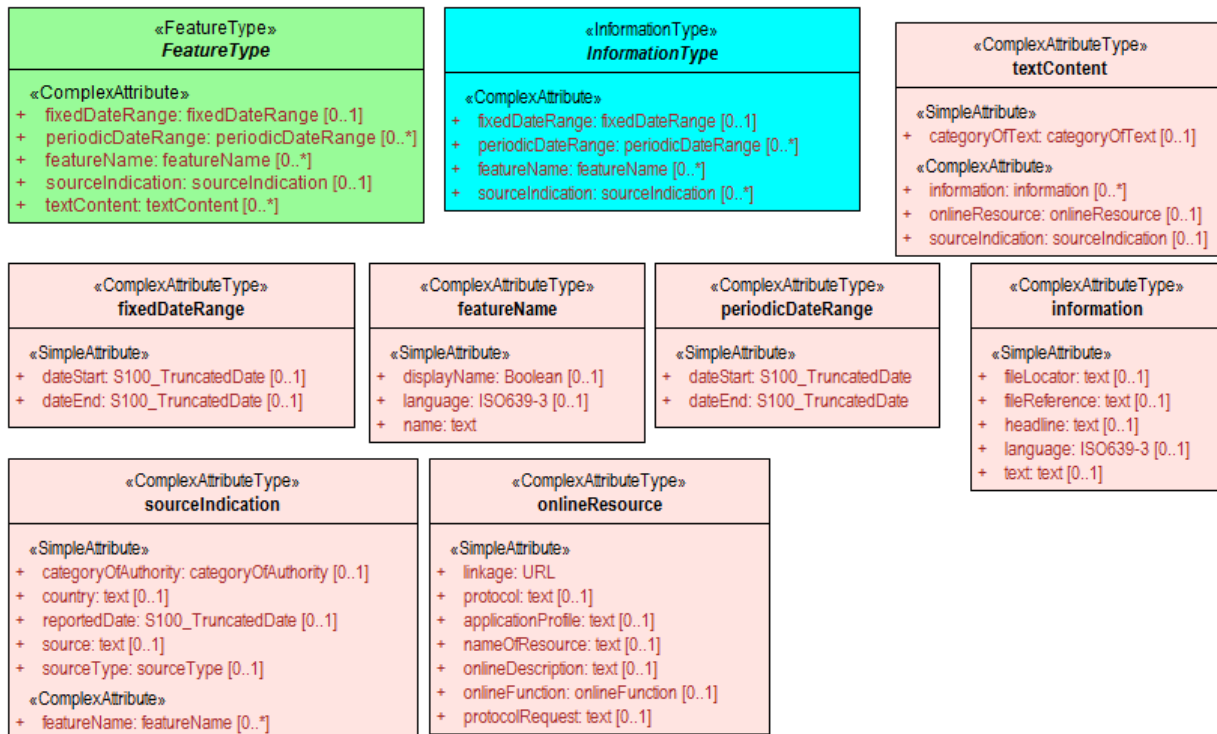 «FeatureType»
FeatureType
«ComplexAttribute»
+ fixedDateRange: fixedDateRange [0..1]
+ periodicDateRange: periodicDateRange [0..*]
+ featureName: featureName [0..*]
+ sourceIndication: sourceIndication [0..1]
+ textContent: textContent [0..*]
«InformationType»
InformationType
«ComplexAttribute»
+ fixedDateRange: fixedDateRange [0..1]
+ periodicDateRange: periodicDateRange [0..*]
+ featureName: featureName [0..*]
+ sourceIndication: sourceIndication [0..*]
«ComplexAttributeType»
textContent
«SimpleAttribute»
+ categoryOfText: categoryOfText [0..1]
«ComplexAttribute»
+ information: information [0..*]
+ onlineResource: onlineResource [0..1]
+ sourceIndication: sourceIndication [0..1]
«ComplexAttributeType»
fixedDateRange
«SimpleAttribute»
+ dateStart: S100_TruncatedDate [0..1]
+ dateEnd: S100_TruncatedDate [0..1]
«ComplexAttributeType»
featureName
«SimpleAttribute»
+ displayName: Boolean [0..1]
+ language: ISO639-3 [0..1]
+ name: text
«ComplexAttributeType»
periodicDateRange
«SimpleAttribute»
+ dateStart: S100_TruncatedDate
+ dateEnd: S100_TruncatedDate
«ComplexAttributeType»
information
«SimpleAttribute»
+ fileLocator: text [0..1]
+ fileReference: text [0..1]
+ headline: text [0..1]
+ language: ISO639-3 [0..1]
+ text: text [0..1]
«ComplexAttributeType»
sourceIndication
«SimpleAttribute»
+ categoryOfAuthority: categoryOfAuthority [0..1]
+ country: text [0..1]
+ reportedDate: S100_TruncatedDate [0..1]
+ source: text [0..1]
+ sourceType: sourceType [0..1]
«ComplexAttribute»
+ featureName: featureName [0..*]
«ComplexAttributeType»
onlineResource
«SimpleAttribute»
+ linkage: URL
+ protocol: text [0..1]
+ applicationProfile: text [0..1]
+ nameOfResource: text [0..1]
+ onlineDescription: text [0..1]
+ onlineFunction: onlineFunction [0..1]
+ protocolRequest: text [0..1]